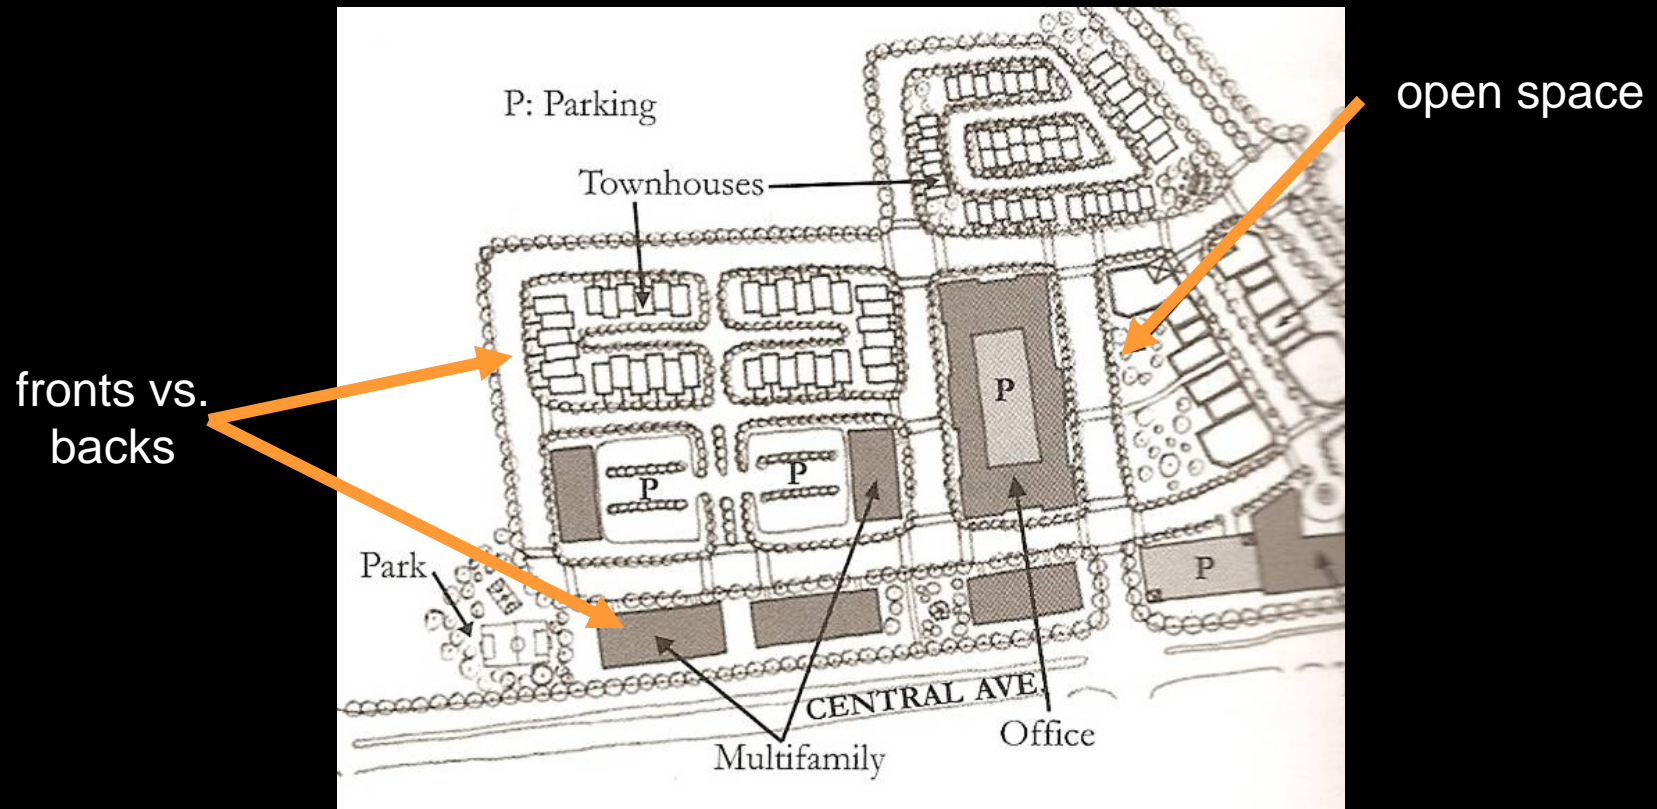 P: Parking
open space
Townhouses
fronts vs.
backs
P
P
P
Park
P
CENTRAL AVE.
Office
Multifamily